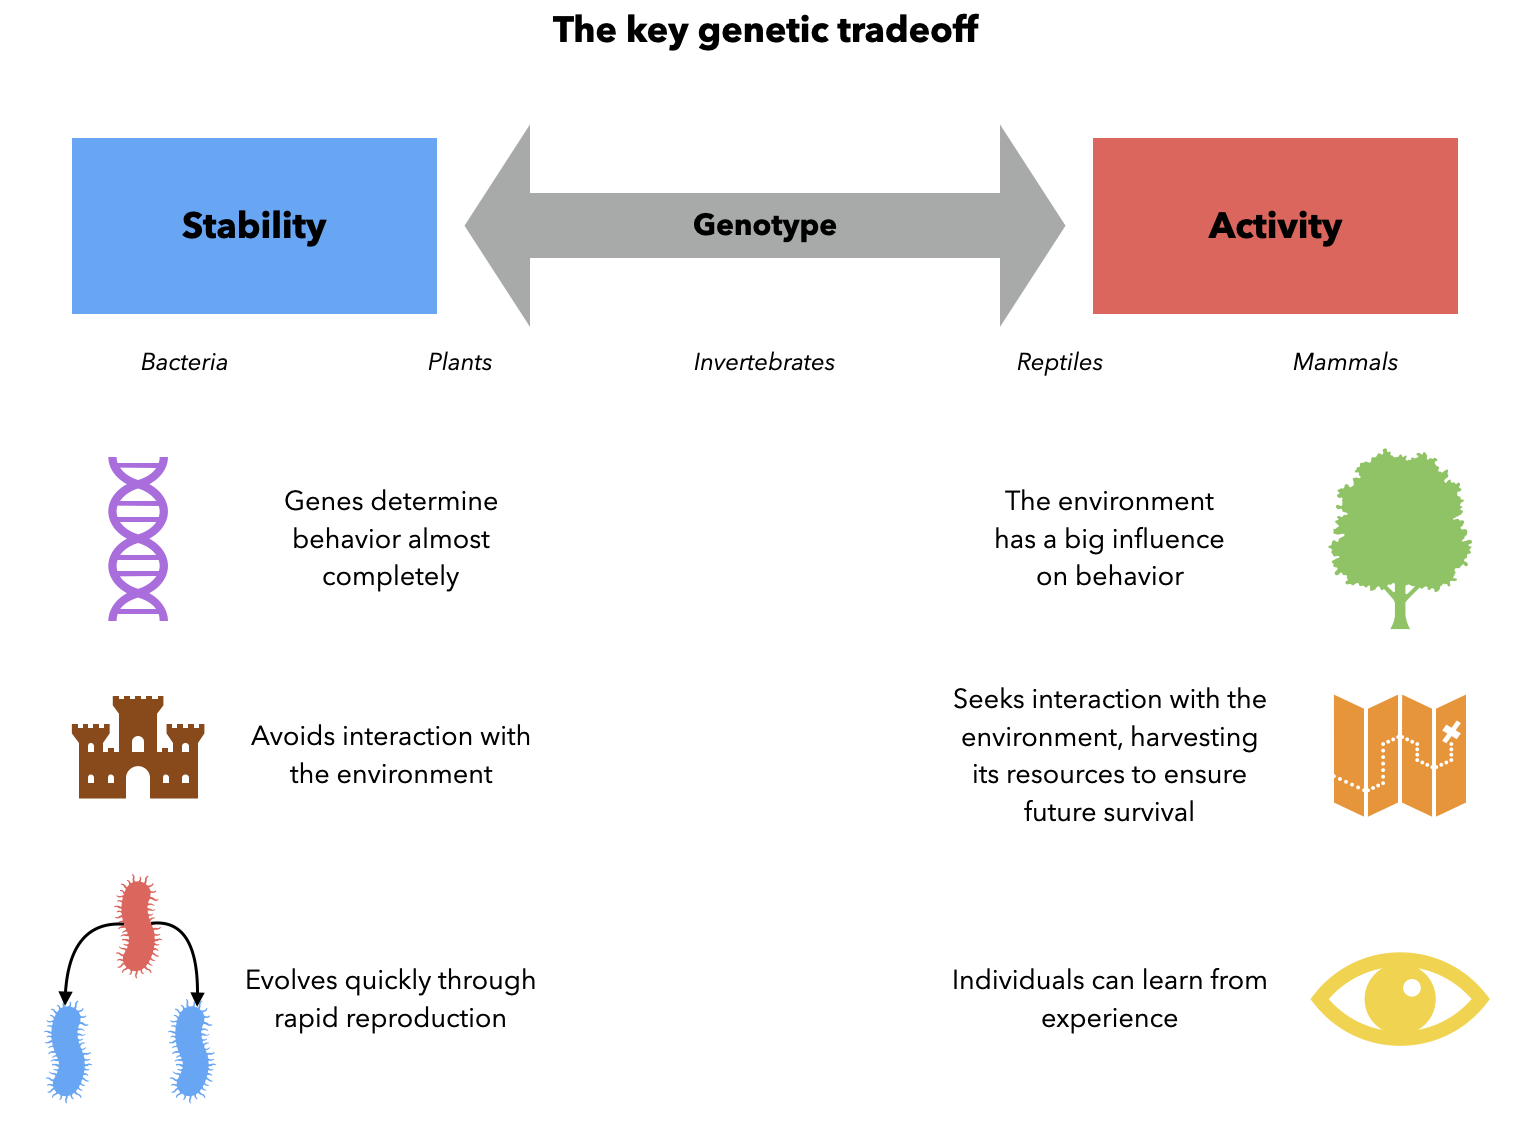 The key genetic tradeoff
Stability
Genotype
Activity
Bacteria
Plants
Invertebrates
Reptiles
Mammals
Genes determine
behavior almost
completely
The environment
has a big influence
on behavior
Avoids interaction with
the environment
Seeks interaction with the
environment, harvesting
its resources to ensure
future survival
Evolves quickly through
rapid reproduction
Individuals can learn from
experience